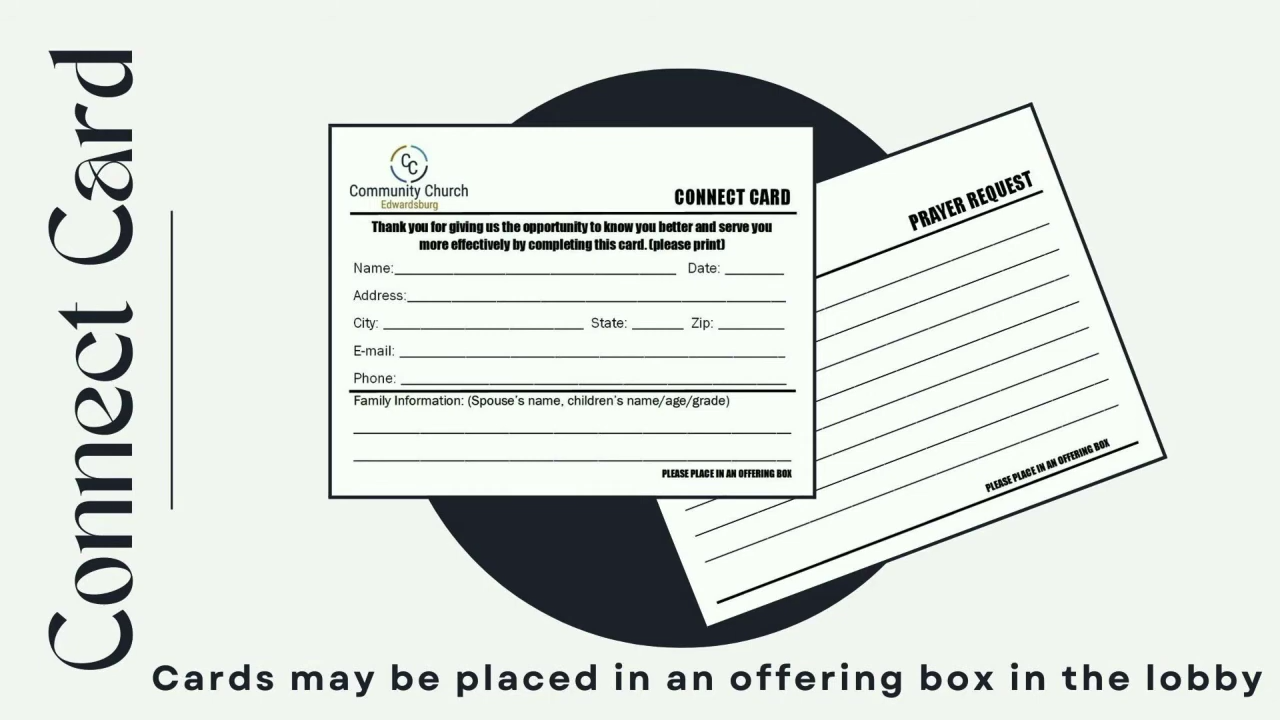 Connect Card
CC
Community Church
Edwardsburg
CONNECT CARD
Thank you for giving us the opportunity to know you better and serve you
more effectively by completing this card. (please print)
Name: Date:
Address:
City: State: Zip:
E-mail:
Phone:
Family Information: (Spouse's name, children's name/age/grade)
PLEASE PLACE IN AN OFFERING BOX
PRAYER REQUEST
PLEASE PLACE IN AN OFFERING BOX
Cards may be placed in an offering box in the lobby